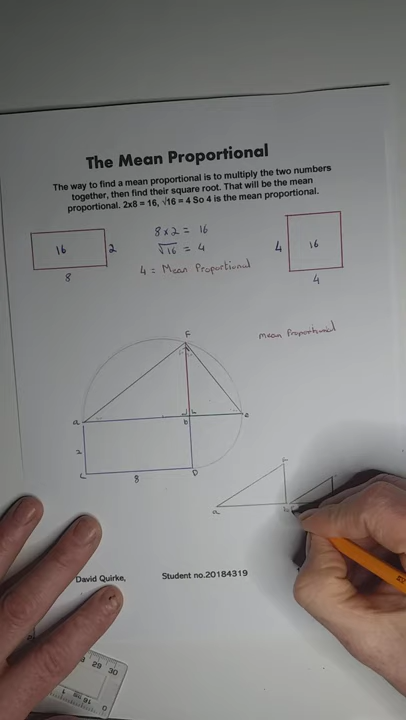 The Mean Proportional
The way to find a mean proportional is to multiply the two numbers
together, then find their square root. That will be the mean
proportional. 2x8 = 16, √16 = 4 So 4 is the mean proportional.
16
2
8
8 x 2 = 16
√16 = 4
4 = Mean Proportional
4
16
4
Mean Proportional
F
a
b
e
2
C
8
D
F
a
b
David Quirke,
Student no.20184319
29 30
0